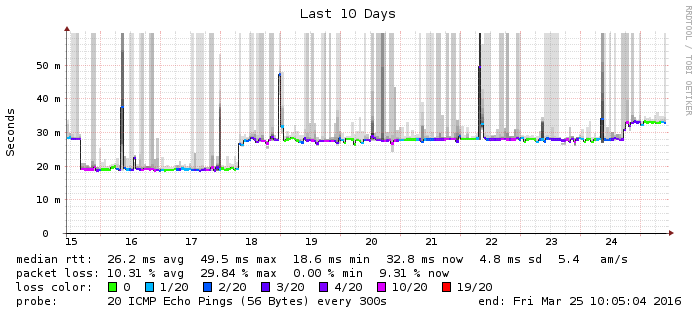 Last 10 Days
RRDTOOL / TOBI OETIKER
Seconds
50 m
40 m
30 m
20 m
10 m
0
15 16 17 18 19 20 21 22 23 24
median rtt: 26.2 ms avg 49.5 ms max 18.6 ms min 32.8 ms now 4.8 ms sd 5.4 am/s
packet loss: 10.31 % avg 29.84 % max 0.00 % min 9.31 % now
loss color: 0 1/20 2/20 3/20 4/20 10/20 19/20
probe: 20 ICMP Echo Pings (56 Bytes) every 300s end: Fri Mar 25 10:05:04 2016